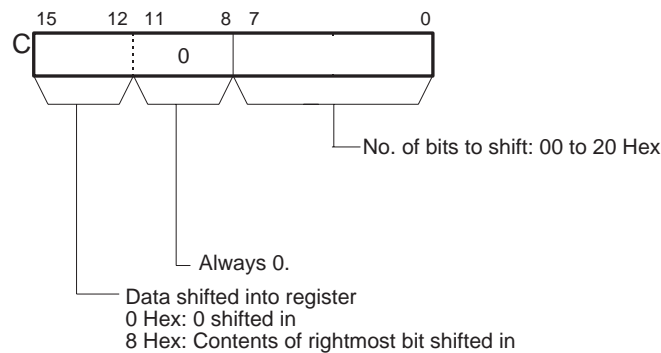 15 12 11 8 7 0
C
0
No. of bits to shift: 00 to 20 Hex
Always 0.
Data shifted into register
0 Hex: 0 shifted in
8 Hex: Contents of rightmost bit shifted in